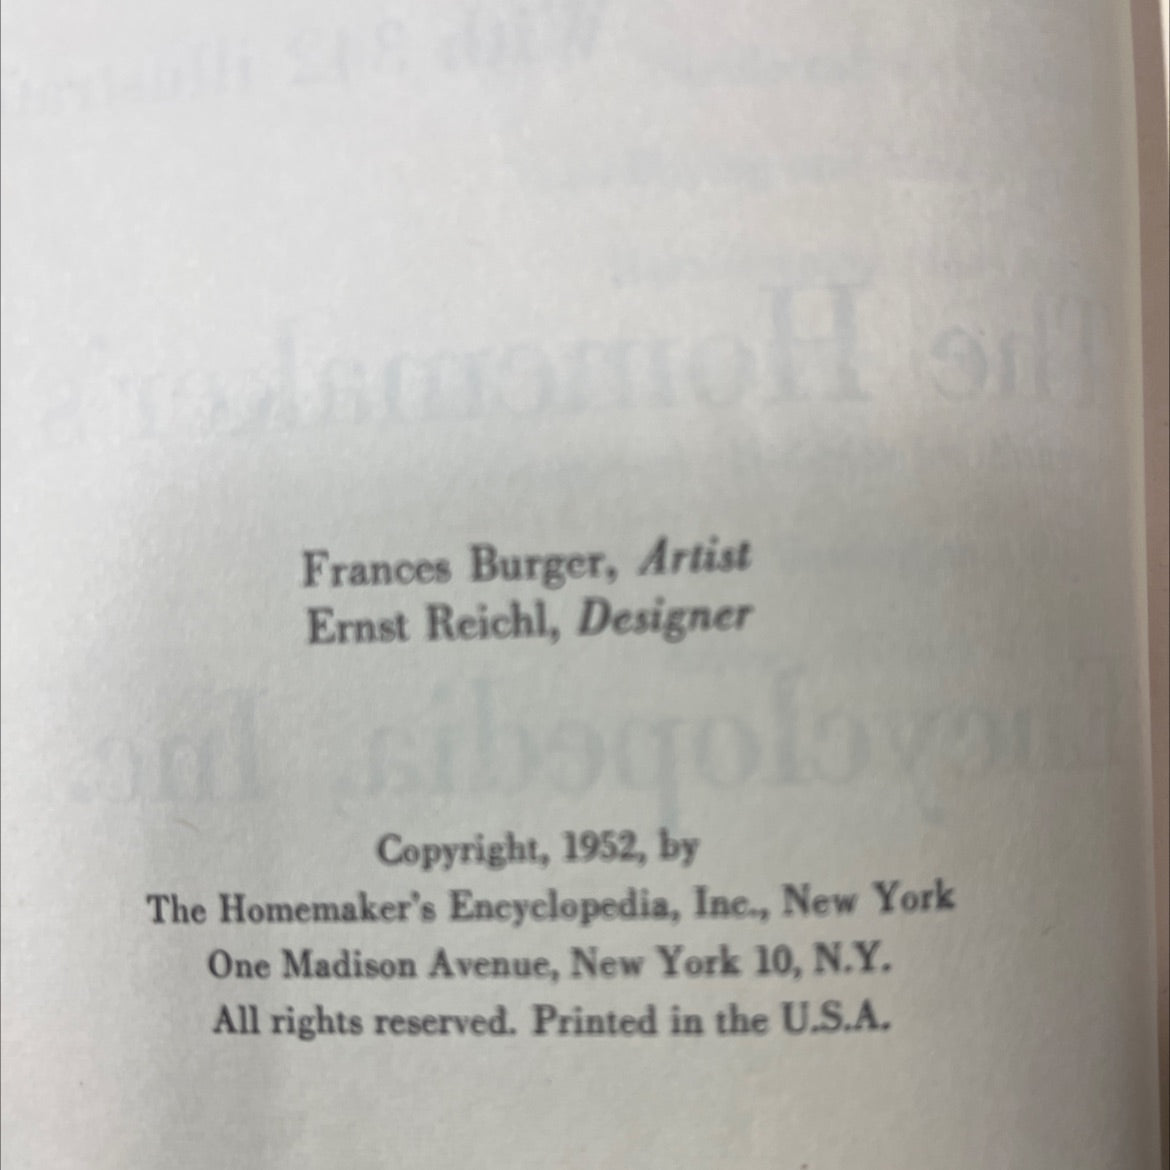 Frances Burger, Artist
Ernst Reichl, Designer
Copyright, 1952, by
The Homemaker's Encyclopedia, Inc., New York
One Madison Avenue, New York 10, N.Y.
All rights reserved. Printed in the U.S.A.